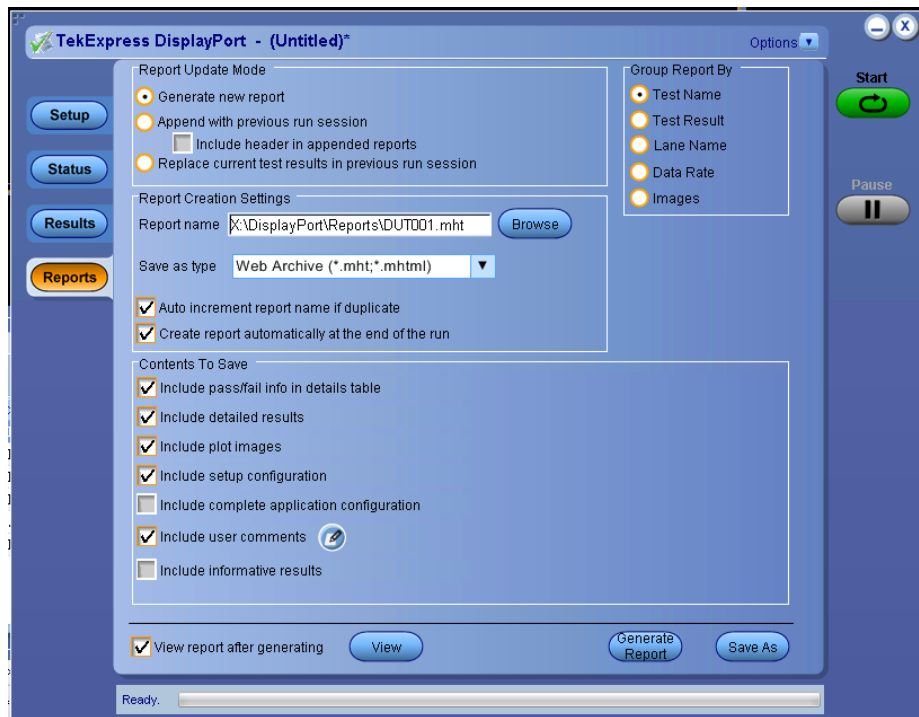 TekExpress DisplayPort - (Untitled)*
Options
X
Start
Pause
Setup
Status
Results
Reports
Report Update Mode
Generate new report
Append with previous run session
Include header in appended reports
Replace current test results in previous run session
Group Report By
Test Name
Test Result
Lane Name
Data Rate
Images
Report Creation Settings
Report name X:\DisplayPort\Reports\DUT001.mht Browse
Save as type Web Archive (*.mht;*.mhtml)
Auto increment report name if duplicate
Create report automatically at the end of the run
Contents To Save
Include pass/fail info in details table
Include detailed results
Include plot images
Include setup configuration
Include complete application configuration
Include user comments
Include informative results
View report after generating View
Generate
Report
Save As
Ready.